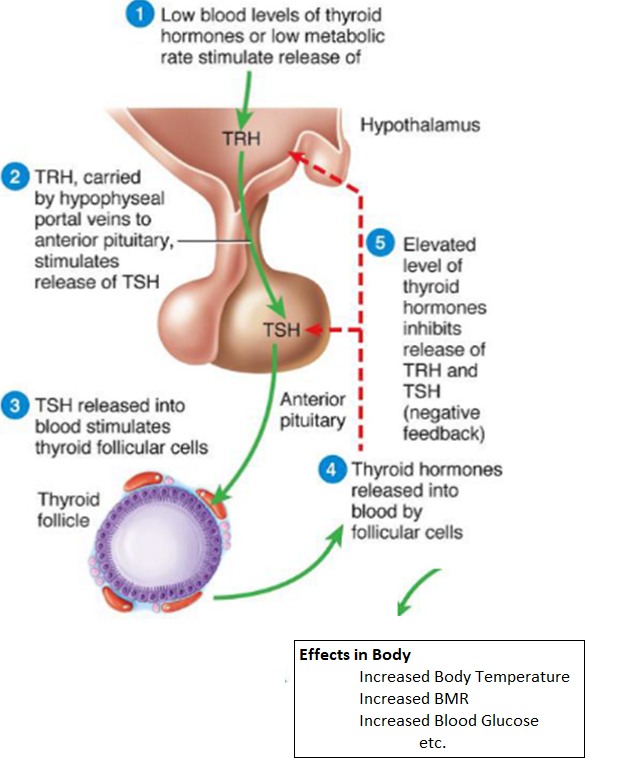 1 Low blood levels of thyroid
hormones or low metabolic
rate stimulate release of
TRH
Hypothalamus
2 TRH, carried
by hypophyseal
portal veins to
anterior pituitary,
stimulates
release of TSH
5 Elevated
level of
thyroid
hormones
inhibits
release of
TRH and
TSH
(negative
feedback)
TSH
Anterior
pituitary
3 TSH released into
blood stimulates
thyroid follicular cells
Thyroid
follicle
4 Thyroid hormones
released into
blood by
follicular cells
Effects in Body
Increased Body Temperature
Increased BMR
Increased Blood Glucose
etc.